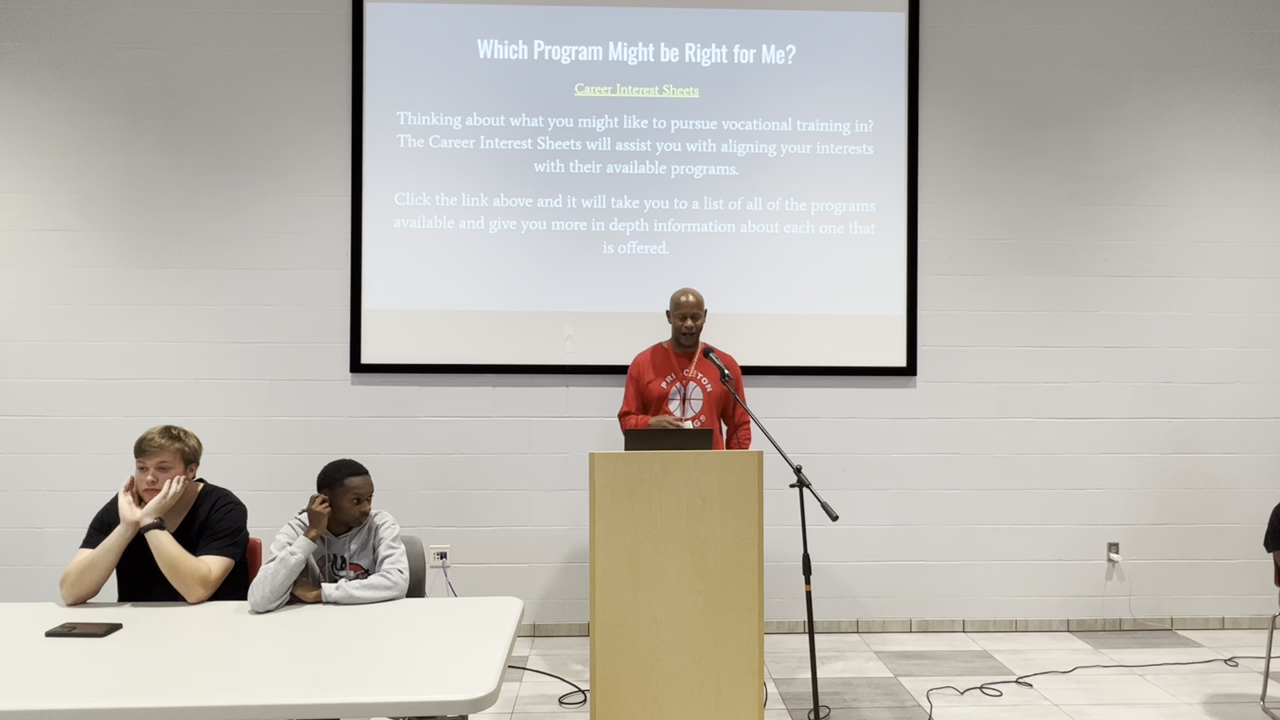 Which Program Might be Right for Me?
Career Interest Sheets
Thinking about what you might like to pursue vocational training in?
The Career Interest Sheets will assist you with aligning your interests
with their available programs.
Click the link above and it will take you to a list of all of the programs
available and give you more in depth information about each one that
is offered.
PRINCETON